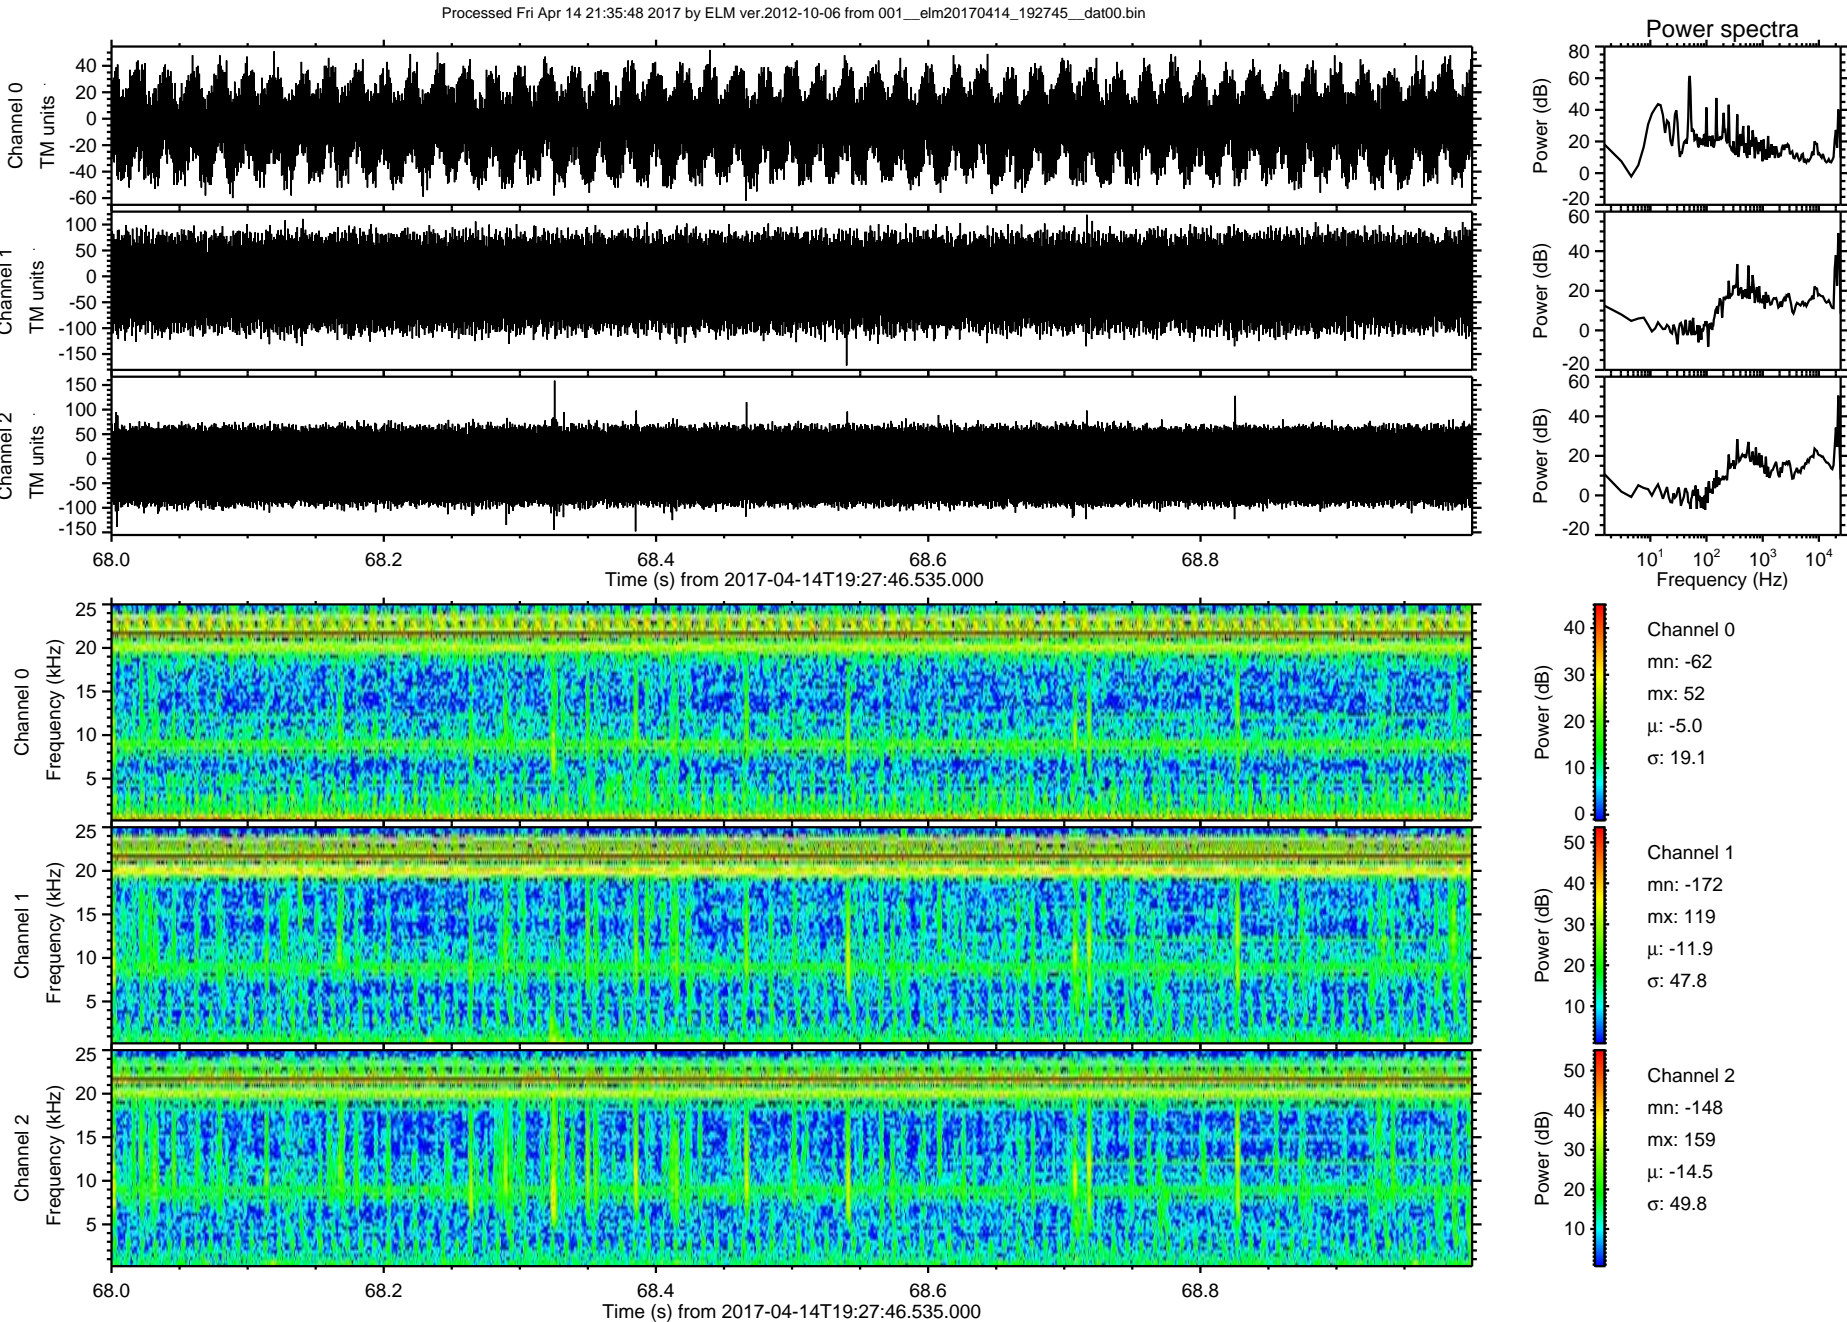 Processed Fri Apr 14 21:35:48 2017 by ELM ver.2012-10-06 from 001__elm20170414_192745__dat00.bin
Power spectra
Channel 0
TM units
40
20
0
-20
-40
-60
Power (dB)
80
60
40
20
0
-20
Channel 1
TM units
100
50
0
-50
-100
-150
Power (dB)
60
40
20
0
-20
Channel 2
TM units
150
100
50
0
-50
-100
-150
Power (dB)
60
40
20
0
-20
68.0 68.2 68.4 68.6 68.8
Time (s) from 2017-04-14T19:27:46.535.000
10^1 10^2 10^3 10^4
Frequency (Hz)
Channel 0
Frequency (kHz)
25
20
15
10
5
Power (dB)
40
30
20
10
0
Channel 0
mn: -62
mx: 52
μ: -5.0
σ: 19.1
Channel 1
Frequency (kHz)
25
20
15
10
5
Power (dB)
50
40
30
20
10
Channel 1
mn: -172
mx: 119
μ: -11.9
σ: 47.8
Channel 2
Frequency (kHz)
25
20
15
10
5
Power (dB)
50
40
30
20
10
Channel 2
mn: -148
mx: 159
μ: -14.5
σ: 49.8
68.0 68.2 68.4 68.6 68.8
Time (s) from 2017-04-14T19:27:46.535.000